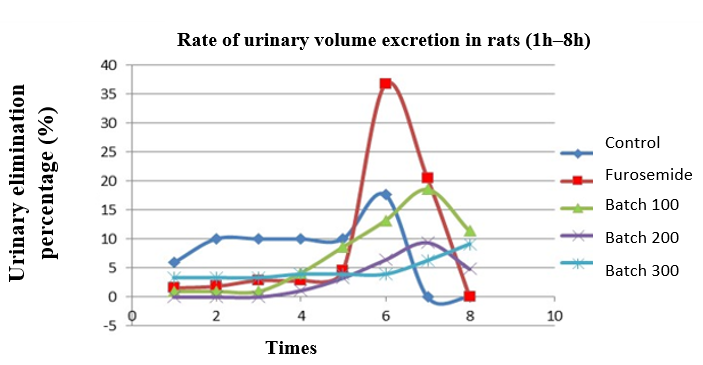 Rate of urinary volume excretion in rats (1h–8h)
Urinary elimination
percentage (%)
40
35
30
25
20
15
10
5
0
-5
0 2 4 6 8 10
Times
Control
Furosemide
Batch 100
Batch 200
Batch 300